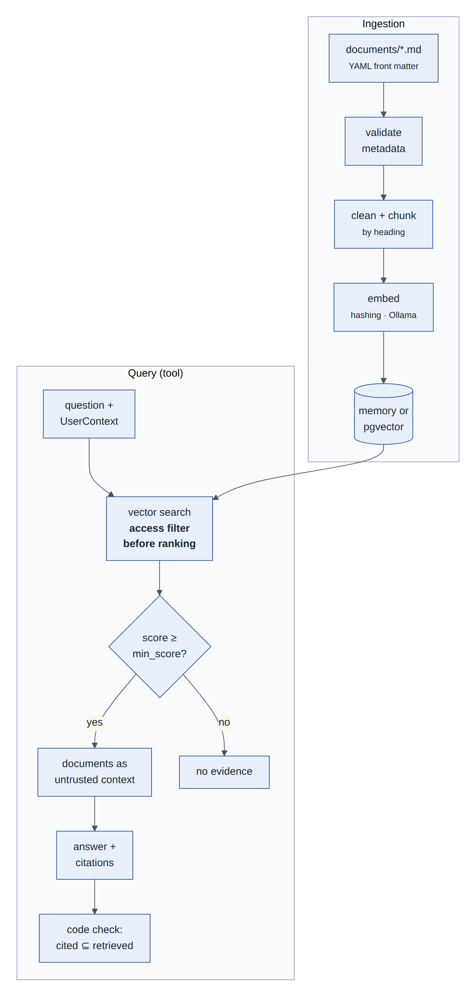 Ingestion
documents/*.md
YAML front matter
validate
metadata
clean + chunk
by heading
embed
hashing · Ollama
memory or
pgvector
Query (tool)
question +
UserContext
vector search
access filter
before ranking
score ≥
min_score?
yes
no
documents as
untrusted context
no evidence
answer +
citations
code check:
cited ⊆ retrieved